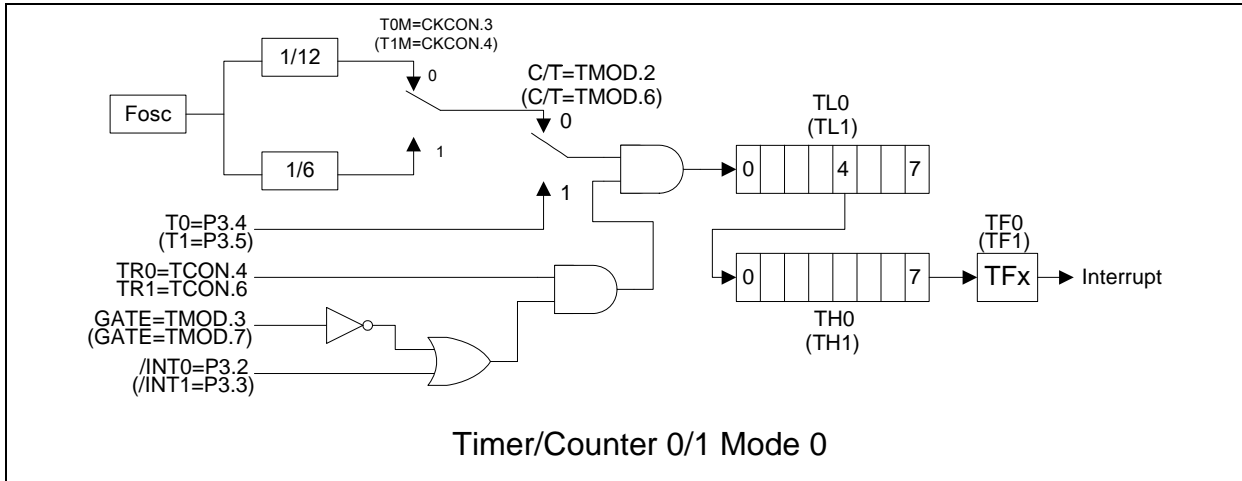 T0M=CKCON.3
(T1M=CKCON.4)
1/12
0
C/T=TMOD.2
(C/T=TMOD.6)
Fosc
0
TL0
(TL1)
1
1/6
0 4 7
1
T0=P3.4
(T1=P3.5)
TF0
(TF1)
TR0=TCON.4
TR1=TCON.6
0 7
TFx
Interrupt
GATE=TMOD.3
(GATE=TMOD.7)
TH0
(TH1)
/INT0=P3.2
(/INT1=P3.3)
Timer/Counter 0/1 Mode 0